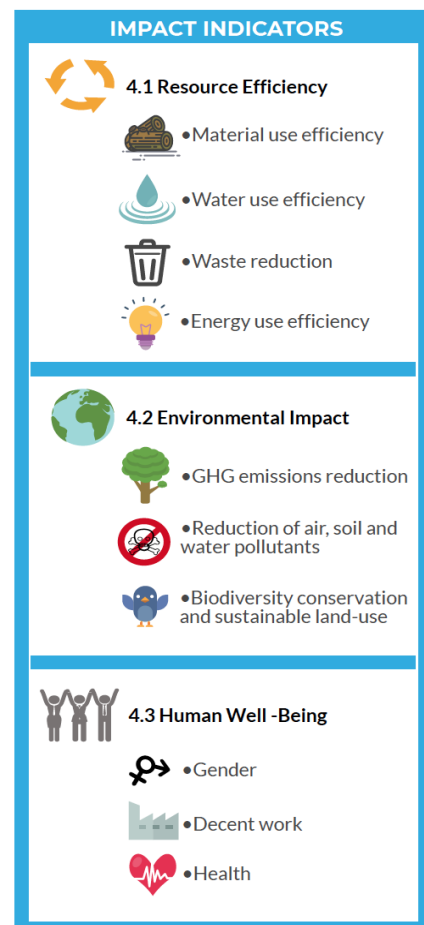 IMPACT INDICATORS
4.1 Resource Efficiency
•Material use efficiency
•Water use efficiency
•Waste reduction
•Energy use efficiency
4.2 Environmental Impact
•GHG emissions reduction
•Reduction of air, soil and
water pollutants
•Biodiversity conservation
and sustainable land-use
4.3 Human Well -Being
•Gender
•Decent work
•Health